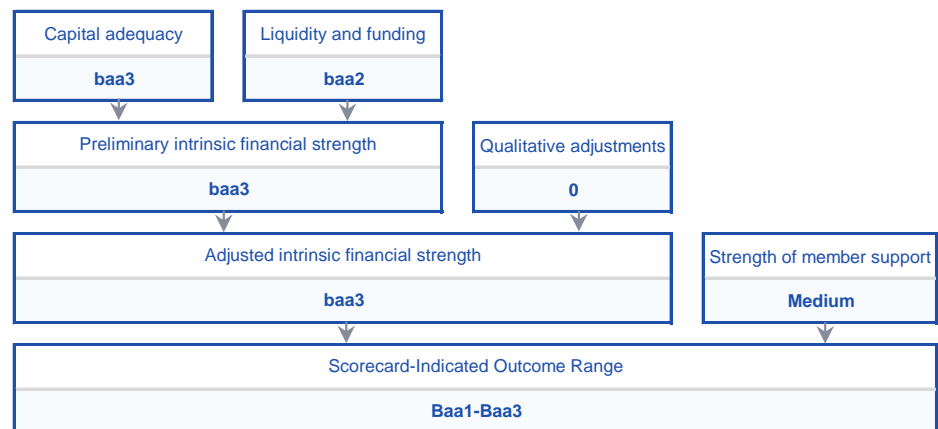 Capital adequacy
Liquidity and funding
baa3
baa2
Preliminary intrinsic financial strength
Qualitative adjustments
baa3
0
Adjusted intrinsic financial strength
Strength of member support
baa3
Medium
Scorecard-Indicated Outcome Range
Baa1-Baa3